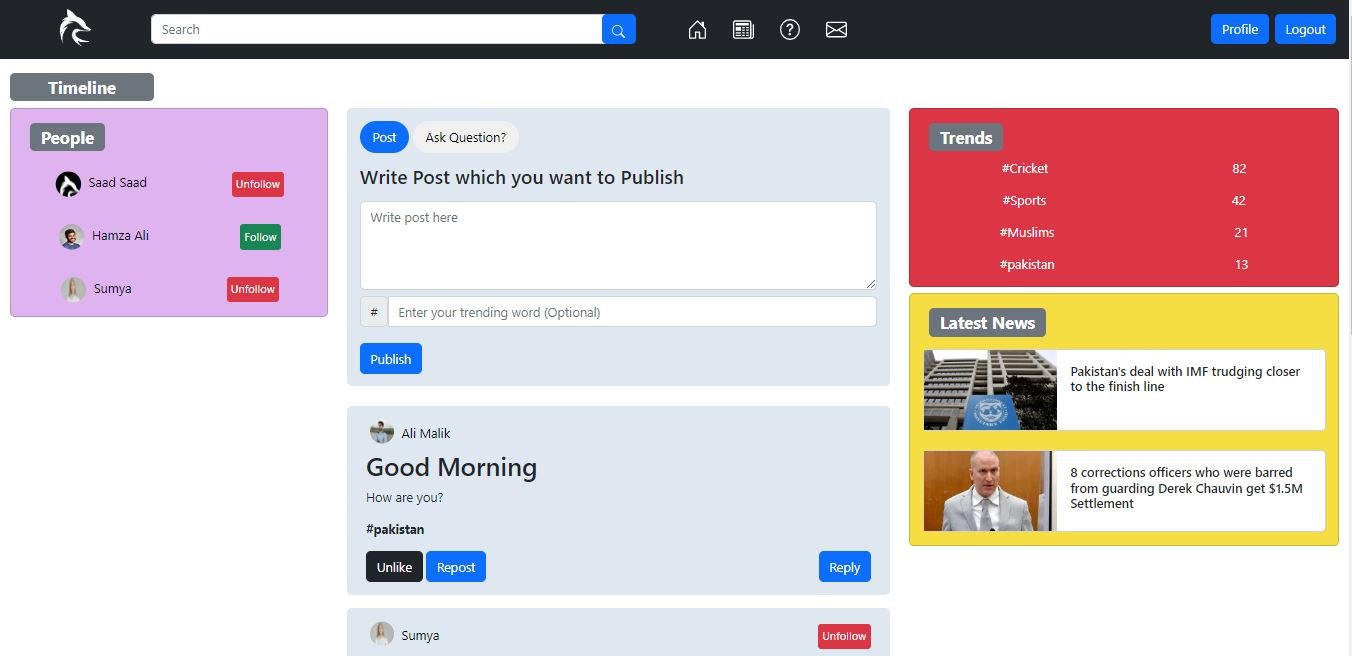 Search
?
Profile
Logout
Timeline
People
Saad Saad
Unfollow
Hamza Ali
Follow
Sumya
Unfollow
Post
Ask Question?
Write Post which you want to Publish
Write post here
#
Enter your trending word (Optional)
Publish
Ali Malik
Good Morning
How are you?
#pakistan
Unlike
Repost
Reply
Sumya
Unfollow
Trends
#Cricket 82
#Sports 42
#Muslims 21
#pakistan 13
Latest News
Pakistan's deal with IMF trudging closer
to the finish line
8 corrections officers who were barred
from guarding Derek Chauvin get $1.5M
Settlement